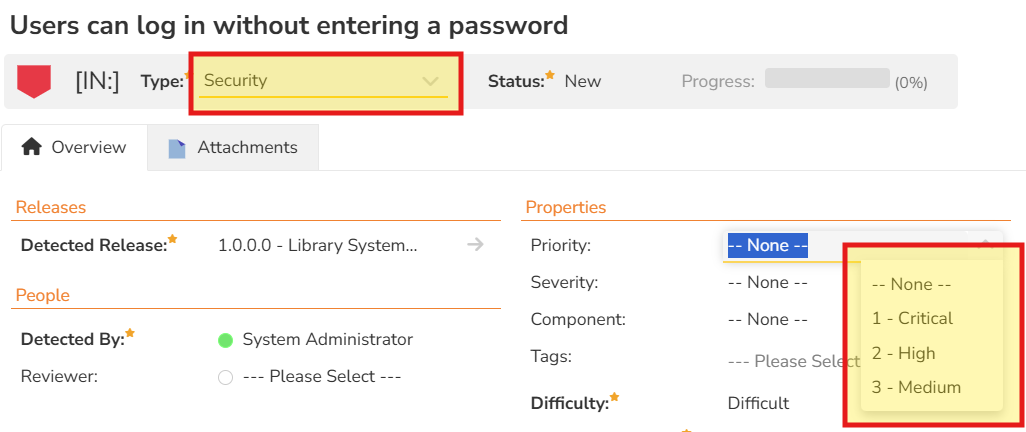 Users can log in without entering a password
[IN:] Type:* Security Status:* New Progress: (0%)
Overview Attachments
Releases
Detected Release:* 1.0.0.0 - Library System...
People
Detected By:* System Administrator
Reviewer: --- Please Select ---
Properties
Priority: -- None --
Severity: -- None --
Component: -- None --
Tags: --- Please Select
Difficulty:* Difficult
-- None --
1 - Critical
2 - High
3 - Medium